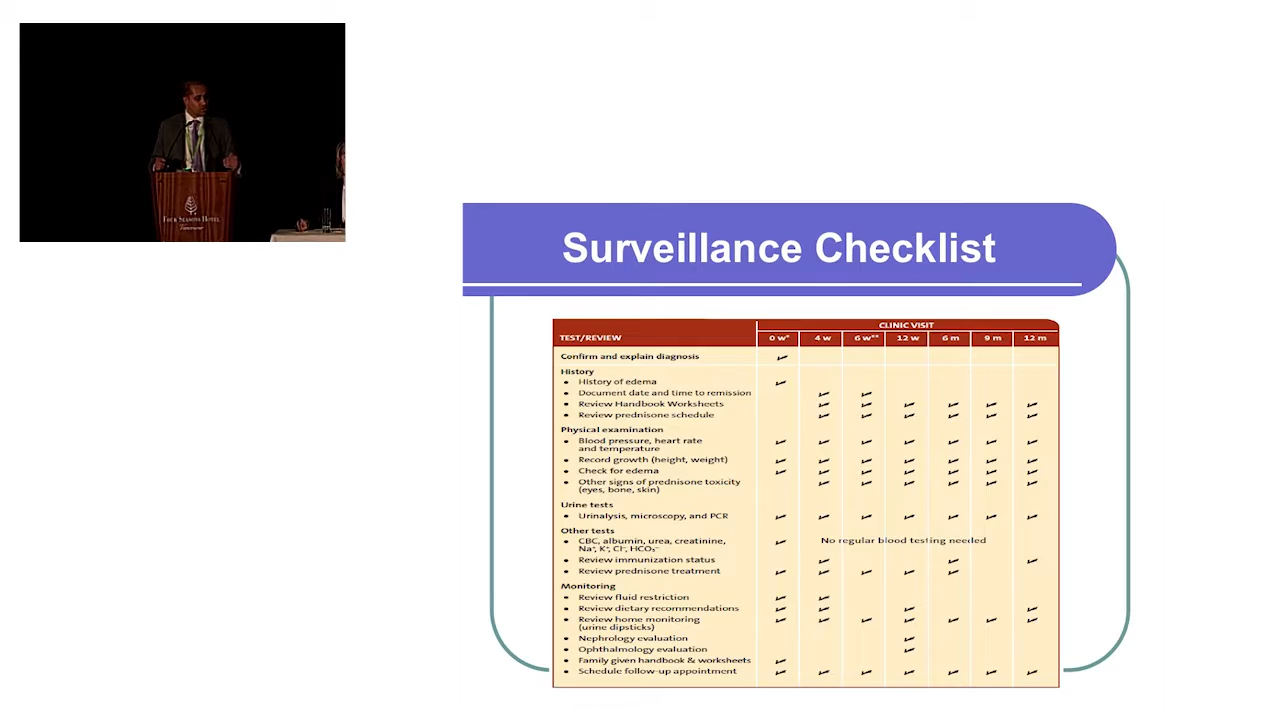 FOUR SEASONS HOTEL
Vancouver
Surveillance Checklist
CLINIC VISIT
TEST/REVIEW 0 w* 4 w 6 w** 12 w 6 m 9 m 12 m
Confirm and explain diagnosis
History
• History of edema
• Document date and time to remission
• Review Handbook Worksheets
• Review prednisone schedule
Physical examination
• Blood pressure, heart rate
and temperature
• Record growth (height, weight)
• Check for edema
• Other signs of prednisone toxicity
(eyes, bone, skin)
Urine tests
• Urinalysis, microscopy, and PCR
Other tests
• CBC, albumin, urea, creatinine, No regular blood testing needed
Na⁺, K⁺, Cl⁻, HCO₃⁻
• Review immunization status
• Review prednisone treatment
Monitoring
• Review fluid restriction
• Review dietary recommendations
• Review home monitoring
(urine dipsticks)
• Nephrology evaluation
• Ophthalmology evaluation
• Family given handbook & worksheets
• Schedule follow-up appointment